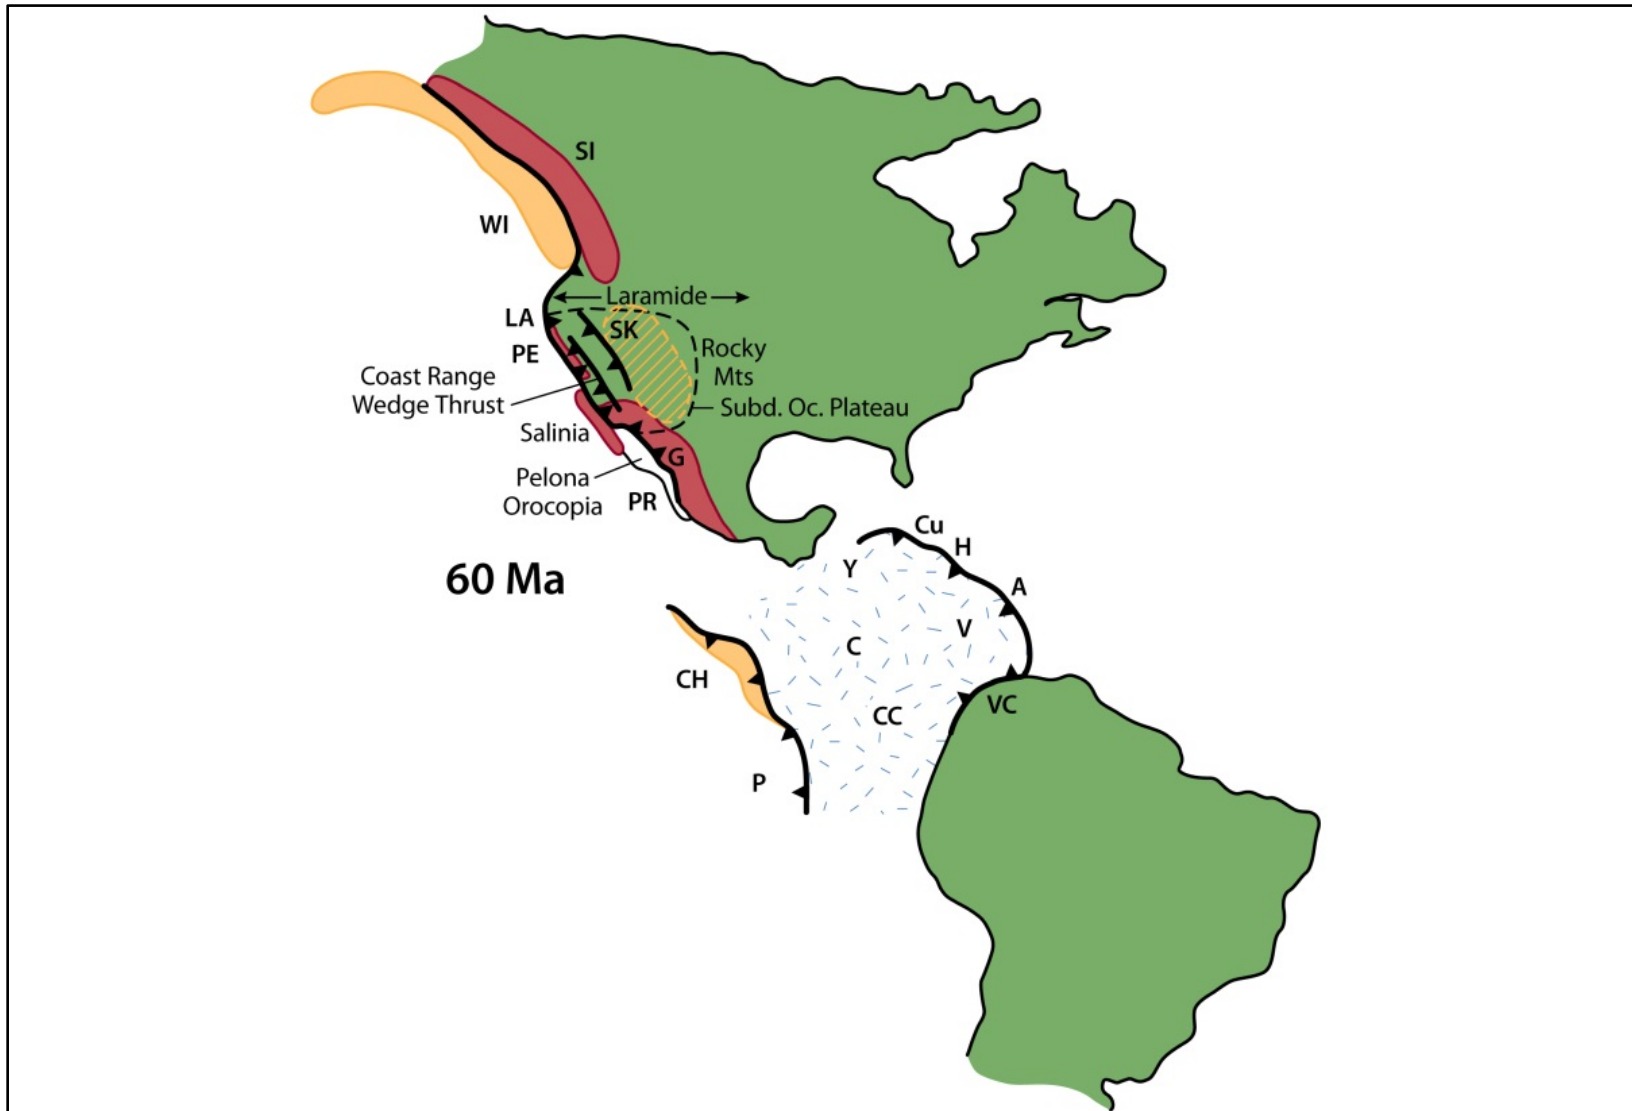 SI
WI
Laramide
LA
SK
PE
Rocky
Mts
Coast Range
Wedge Thrust
Subd. Oc. Plateau
Salinia
G
Pelona
Orocopia
PR
Cu
H
Y
60 Ma
A
V
C
CH
VC
CC
P